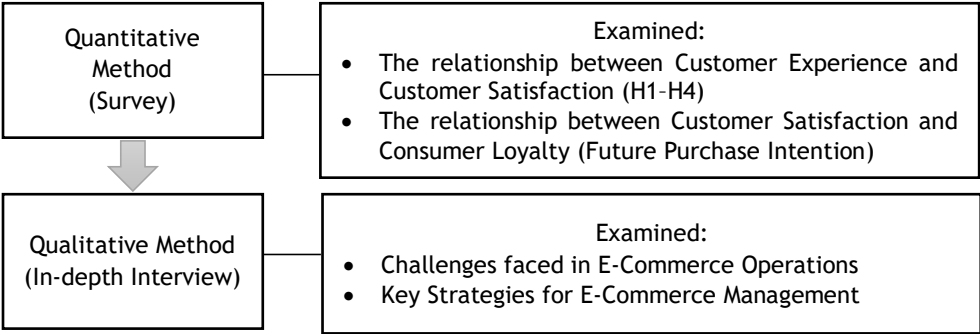 Quantitative
Method
(Survey)
Examined:
• The relationship between Customer Experience and
Customer Satisfaction (H1–H4)
• The relationship between Customer Satisfaction and
Consumer Loyalty (Future Purchase Intention)
Qualitative Method
(In-depth Interview)
Examined:
• Challenges faced in E-Commerce Operations
• Key Strategies for E-Commerce Management